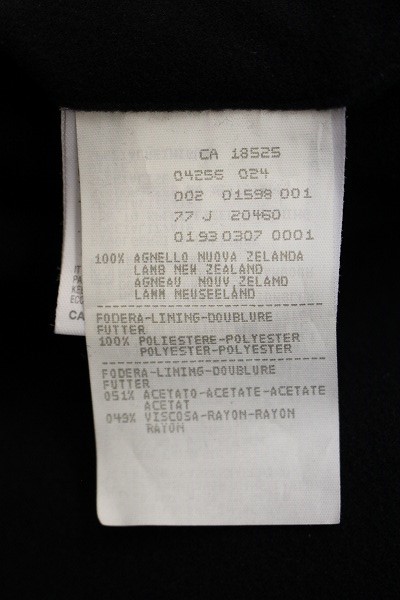 CA 18525
04256 024
002 01598 001
77 J 20460
0193 0307 0001
100% AGNELLO NUOVA ZELANDA
LAMB NEW ZEALAND
AGNEAU NOUV ZELAND
LAMM NEUSEELAND
FODERA-LINING-DOUBLURE
FUTTER
100% POLIESTERE-POLYESTER
POLYESTER-POLYESTER
FODERA-LINING-DOUBLURE
FUTTER
051% ACETATO-ACETATE-ACETATE
ACETAT
049% VISCOSA-RAYON-RAYON
RAYON
CA